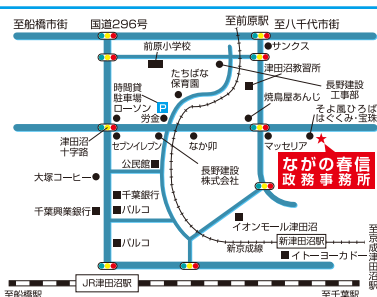 至船橋市街
国道296号
至前原駅
至八千代市街
サンクス
前原小学校
津田沼教習所
たちばな
保育園
長野建設
工事部
時間貸
駐車場
P
ローソン
労金
焼鳥屋あんじ
そよ風ひろば
はぐくみ・宝珠
津田沼
十字路
セブンイレブン
なか卯
マッセリア
ながの春信
政務事務所
公民館
長野建設
株式会社
大塚コーヒー
千葉銀行
パルコ
千葉興業銀行
イオンモール津田沼
パルコ
新京成線
新津田沼駅
イトーヨーカドー
至京成津田沼駅
JR津田沼駅
至船橋駅
至千葉駅